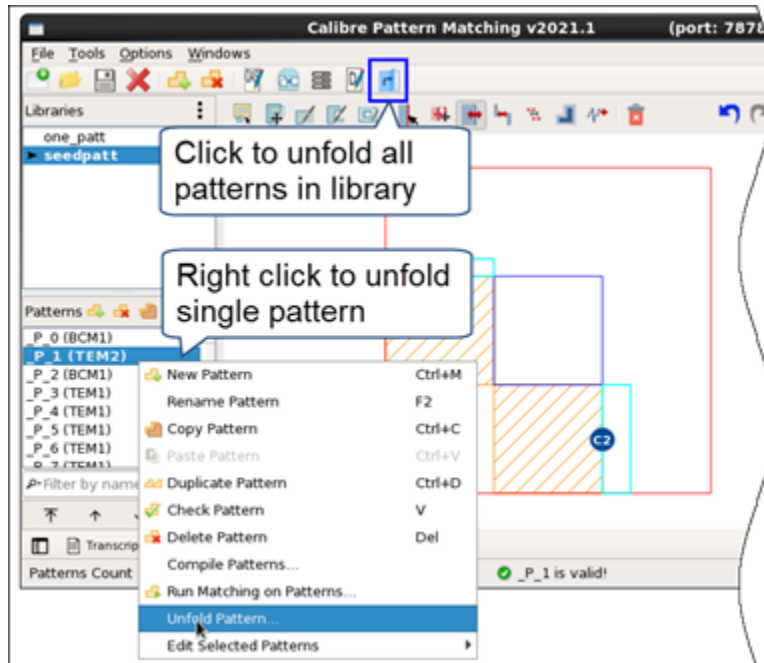 Calibre Pattern Matching v2021.1 (port: 7878
File Tools Options Windows
Libraries
one_patt
seedpatt
Click to unfold all
patterns in library
Right click to unfold
single pattern
Patterns
_P_0 (BCM1)
_P_1 (TEM2)
_P_2 (BCM1)
_P_3 (TEM1)
_P_4 (TEM1)
_P_5 (TEM1)
_P_6 (TEM1)
_P_7 (TEM1)
Filter by name
New Pattern Ctrl+M
Rename Pattern F2
Copy Pattern Ctrl+C
Paste Pattern Ctrl+V
Duplicate Pattern Ctrl+D
Check Pattern V
Delete Pattern Del
Compile Patterns...
Run Matching on Patterns...
Unfold Pattern...
Edit Selected Patterns
C2
Transcrip
Patterns Count
_P_1 is valid!